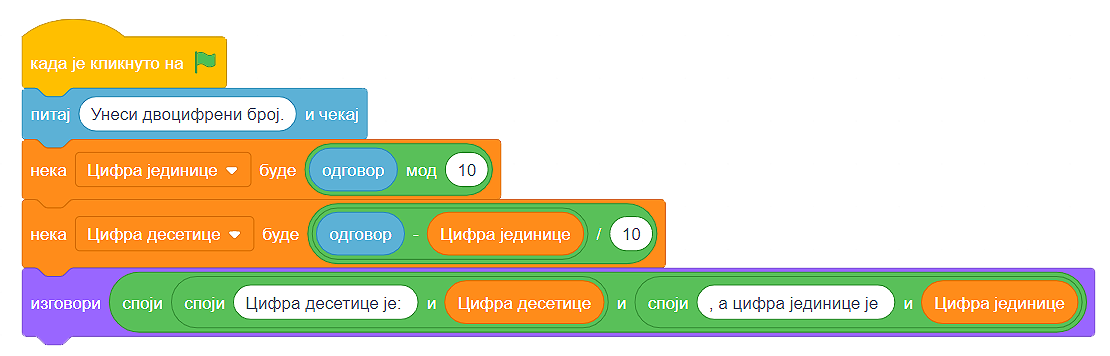 када је кликнуто на
питај Унеси двоцифрени број. и чекај
нека Цифра јединице буде одговор мод 10
нека Цифра десетице буде одговор - Цифра јединице / 10
изговори споји споји Цифра десетице је: и Цифра десетице и споји , а цифра јединице је и Цифра јединице